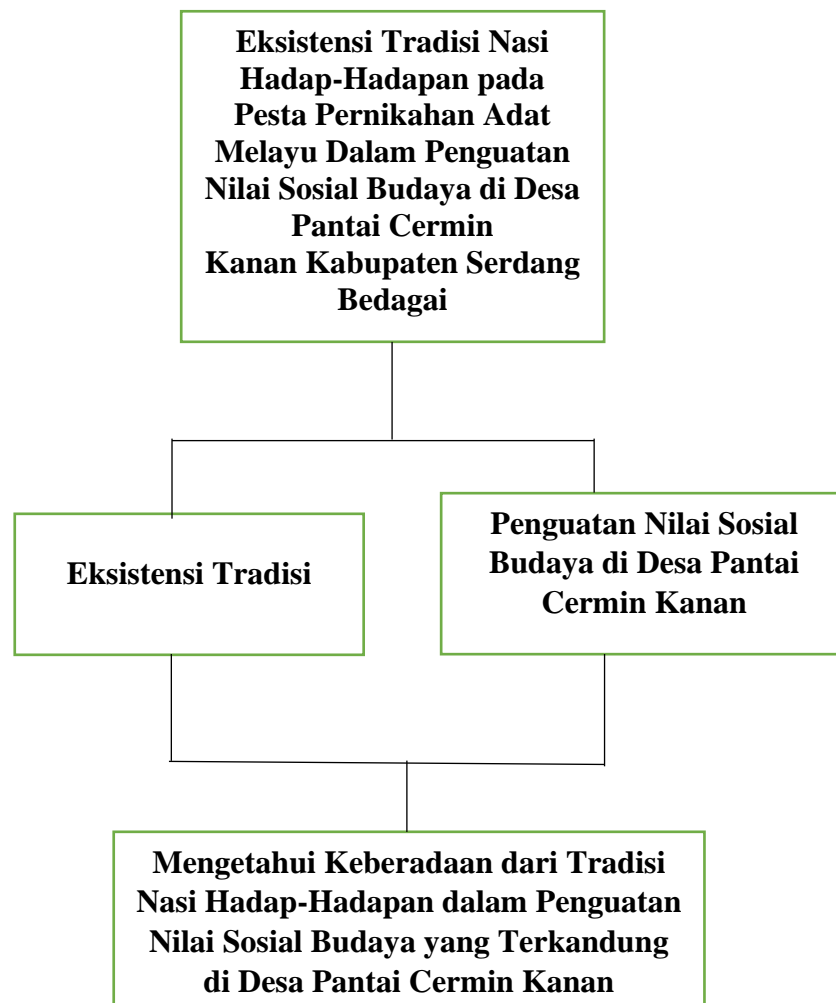 Eksistensi Tradisi Nasi
Hadap-Hadapan pada
Pesta Pernikahan Adat
Melayu Dalam Penguatan
Nilai Sosial Budaya di Desa
Pantai Cermin
Kanan Kabupaten Serdang
Bedagai
Eksistensi Tradisi
Penguatan Nilai Sosial
Budaya di Desa Pantai
Cermin Kanan
Mengetahui Keberadaan dari Tradisi
Nasi Hadap-Hadapan dalam Penguatan
Nilai Sosial Budaya yang Terkandung
di Desa Pantai Cermin Kanan